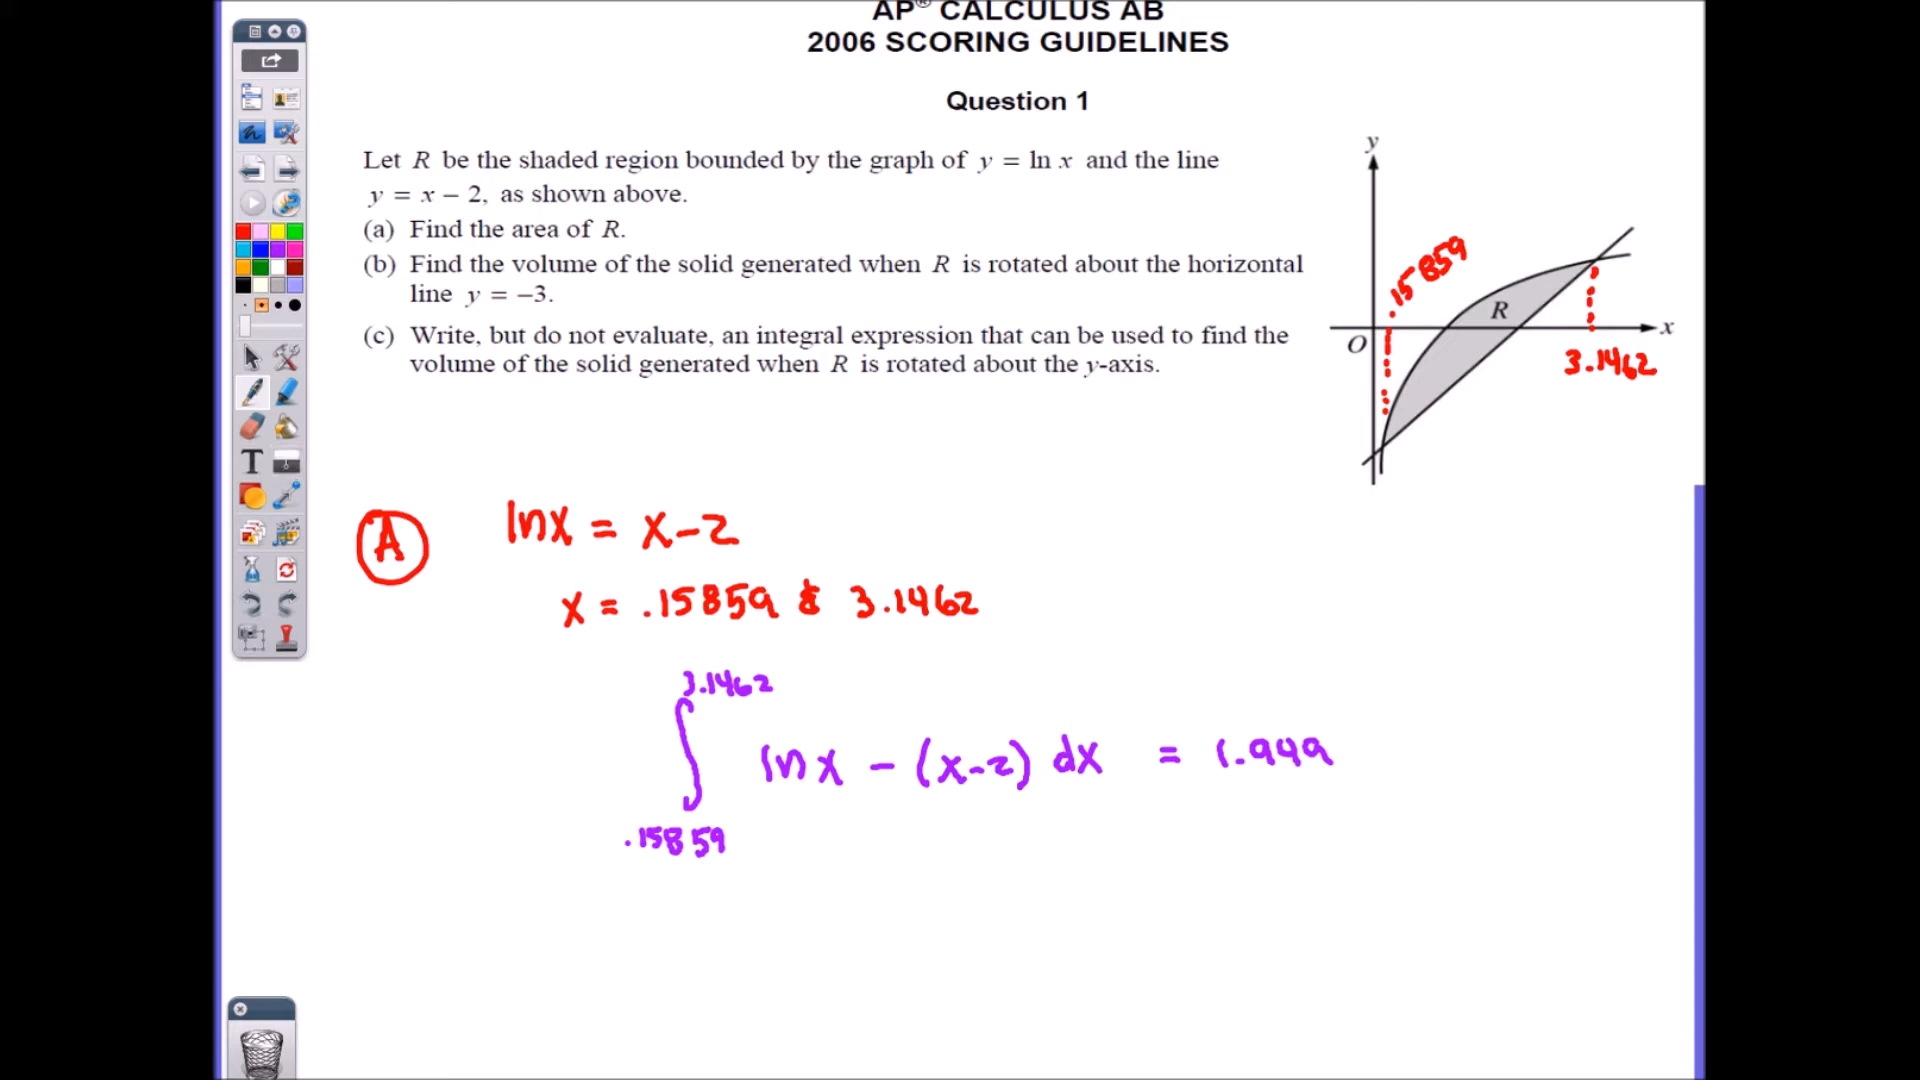 AP® CALCULUS AB
2006 SCORING GUIDELINES
Question 1
Let R be the shaded region bounded by the graph of y = ln x and the line
y = x − 2, as shown above.
(a) Find the area of R.
(b) Find the volume of the solid generated when R is rotated about the horizontal
line y = −3.
(c) Write, but do not evaluate, an integral expression that can be used to find the
volume of the solid generated when R is rotated about the y-axis.
y
.15859
R
x
O
3.1462
A
ln x = x − 2
x = .15859 & 3.1462
3.1462
∫ ln x − (x−2) dx = 1.949
.15859
T